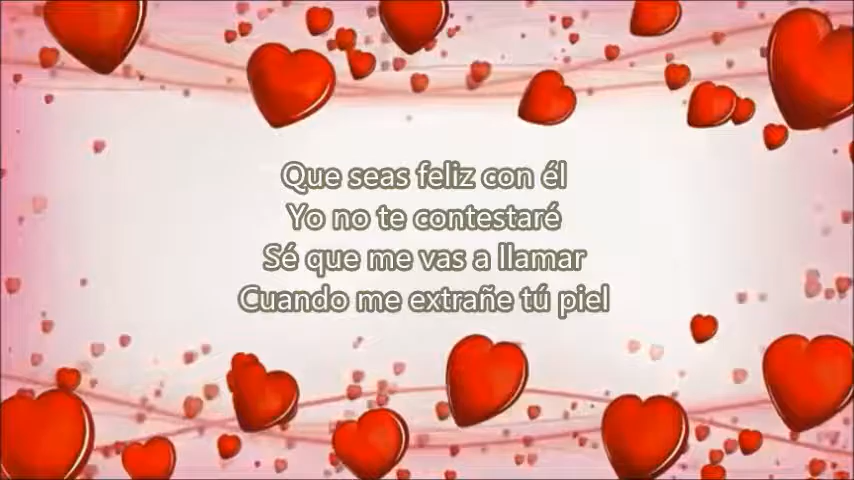 Que seas feliz con él
Yo no te contestaré
Sé que me vas a llamar
Cuando me extrañe tú piel